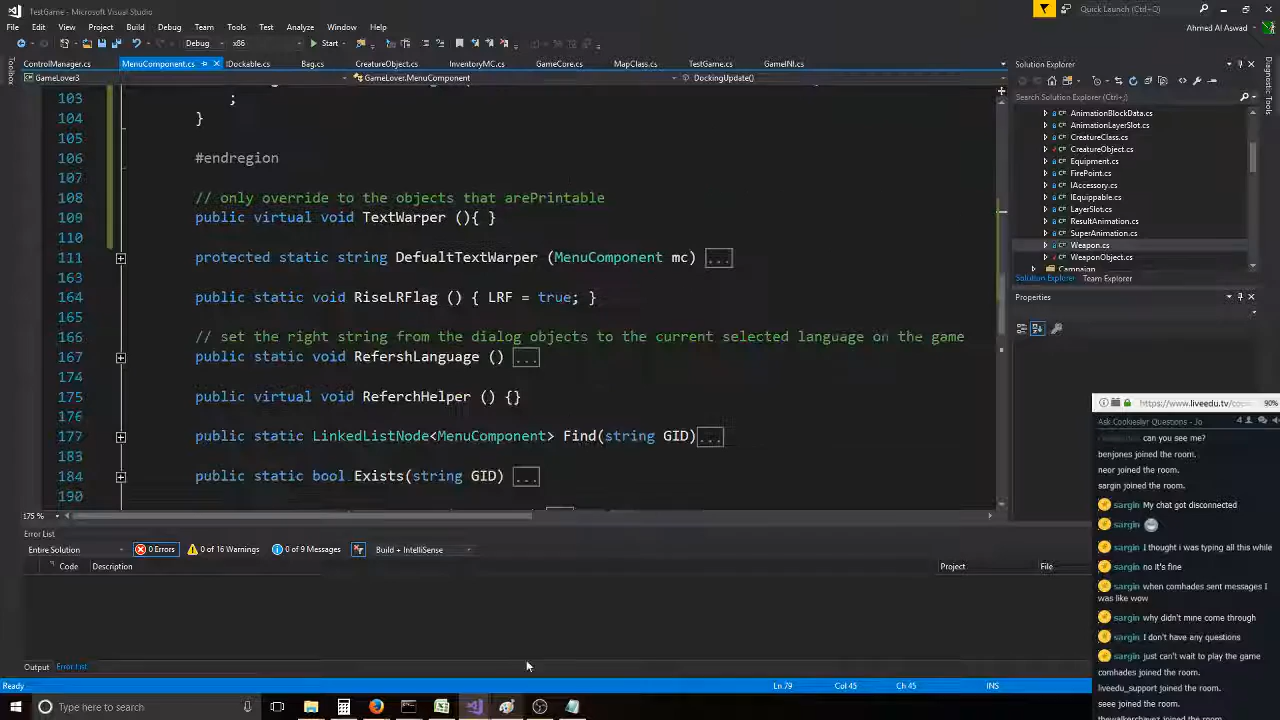 TestGame - Microsoft Visual Studio
Quick Launch (Ctrl+Q)
File Edit View Project Build Debug Team Tools Test Analyze Window Help
Ahmed Al Aswad
Debug x86 Start
ControlManager.cs MenuComponent.cs IDockable.cs Bag.cs CreatureObject.cs InventoryMC.cs GameCore.cs MapClass.cs TestGame.cs GameINI.cs
GameLover3 GameLover.MenuComponent DockingUpdate()
Toolbox
103 ;
104 }
105
106 #endregion
107
108 // only override to the objects that arePrintable
109 public virtual void TextWarper (){ }
110
111 protected static string DefualtTextWarper (MenuComponent mc) ...
163
164 public static void RiseLRFlag () { LRF = true; }
165
166 // set the right string from the dialog objects to the current selected language on the game
167 public static void RefershLanguage () ...
174
175 public virtual void ReferchHelper () {}
176
177 public static LinkedListNode<MenuComponent> Find(string GID) ...
183
184 public static bool Exists(string GID) ...
190
175 %
Solution Explorer
Search Solution Explorer (Ctrl+;)
AnimationBlockData.cs
AnimationLayerSlot.cs
CreatureClass.cs
CreatureObject.cs
Equipment.cs
FirePoint.cs
IAccessory.cs
IEquippable.cs
LayerSlot.cs
ResultAnimation.cs
SuperAnimation.cs
Weapon.cs
WeaponObject.cs
Campaign
Solution Explorer Team Explorer
Properties
Diagnostic Tools
Error List
Entire Solution 0 Errors 0 of 16 Warnings 0 of 9 Messages Build + IntelliSense
Code Description Project File
Output Error List
Ready Ln 79 Col 45 Ch 45 INS
Type here to search
90%
Ask Cookieslyr Questions - Jo 4
can you see me?
benjones joined the room.
neor joined the room.
sargin joined the room.
sargin My chat got disconnected
sargin
sargin I thought i was typing all this while
sargin no it's fine
sargin when comhades sent messages I
was like wow
sargin why didn't mine come through
sargin I don't have any questions
sargin just can't wait to play the game
comhades joined the room.
liveedu_support joined the room.
seee joined the room.